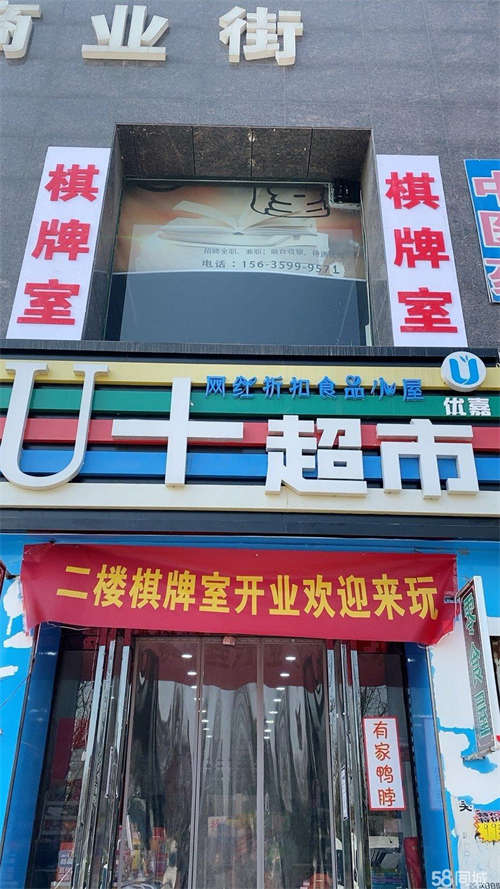 商业街
棋牌室
棋牌室
电话：156-3599-9571
网红折扣食品小屋
优嘉
U十超市
二楼棋牌室开业欢迎来玩
有家鸭脖
58同城